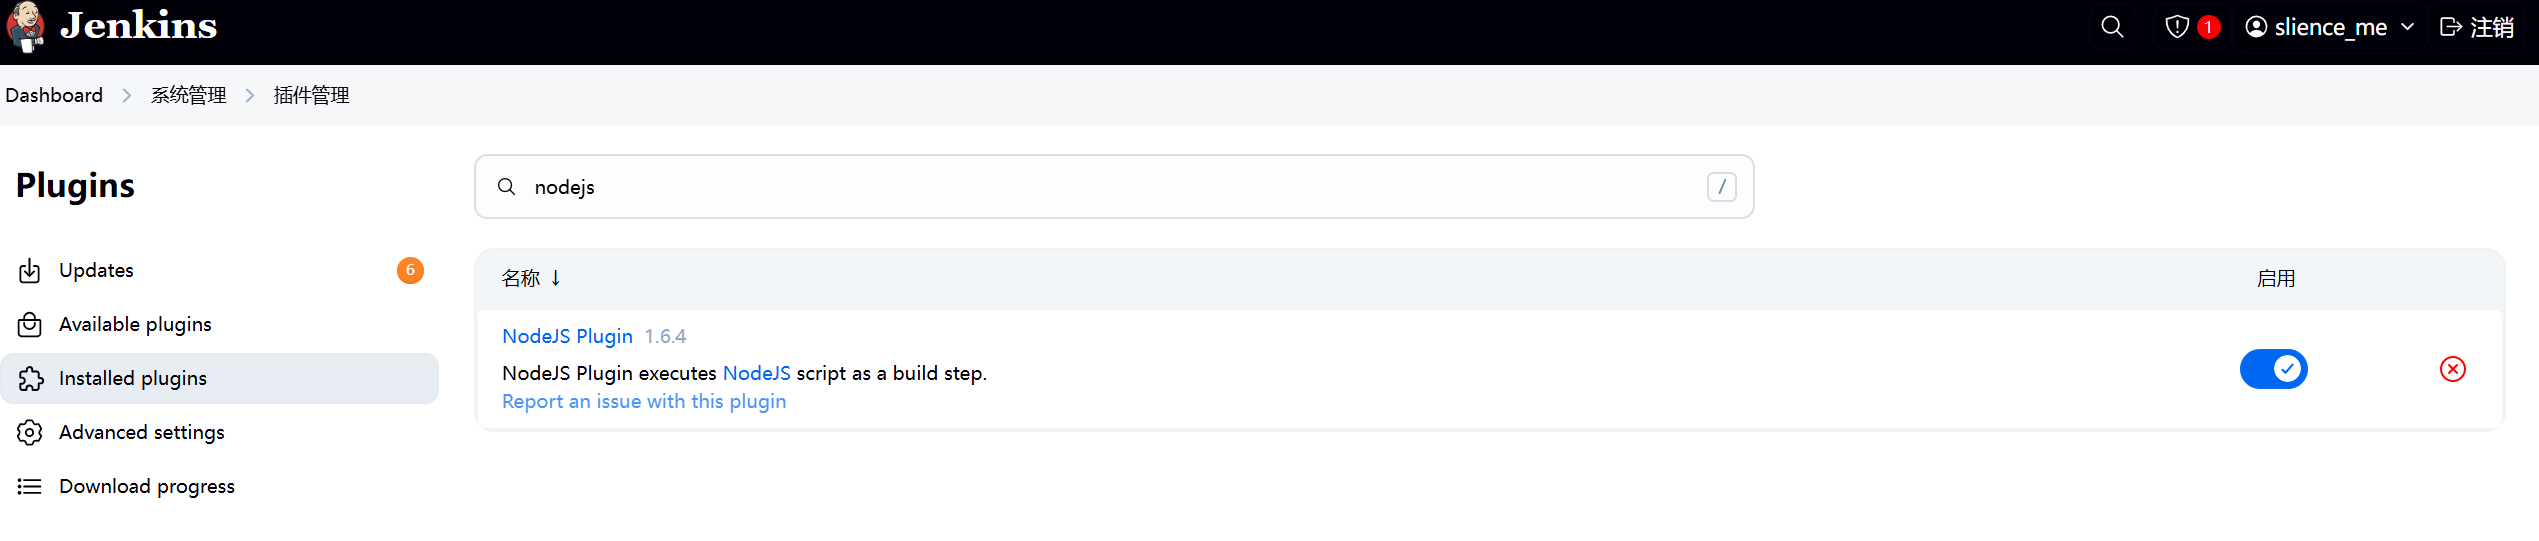 Jenkins
1
slience_me
注销
Dashboard
系统管理
插件管理
Plugins
nodejs
/
Updates
6
Available plugins
Installed plugins
Advanced settings
Download progress
名称 ↓
启用
NodeJS Plugin 1.6.4
NodeJS Plugin executes NodeJS script as a build step.
Report an issue with this plugin